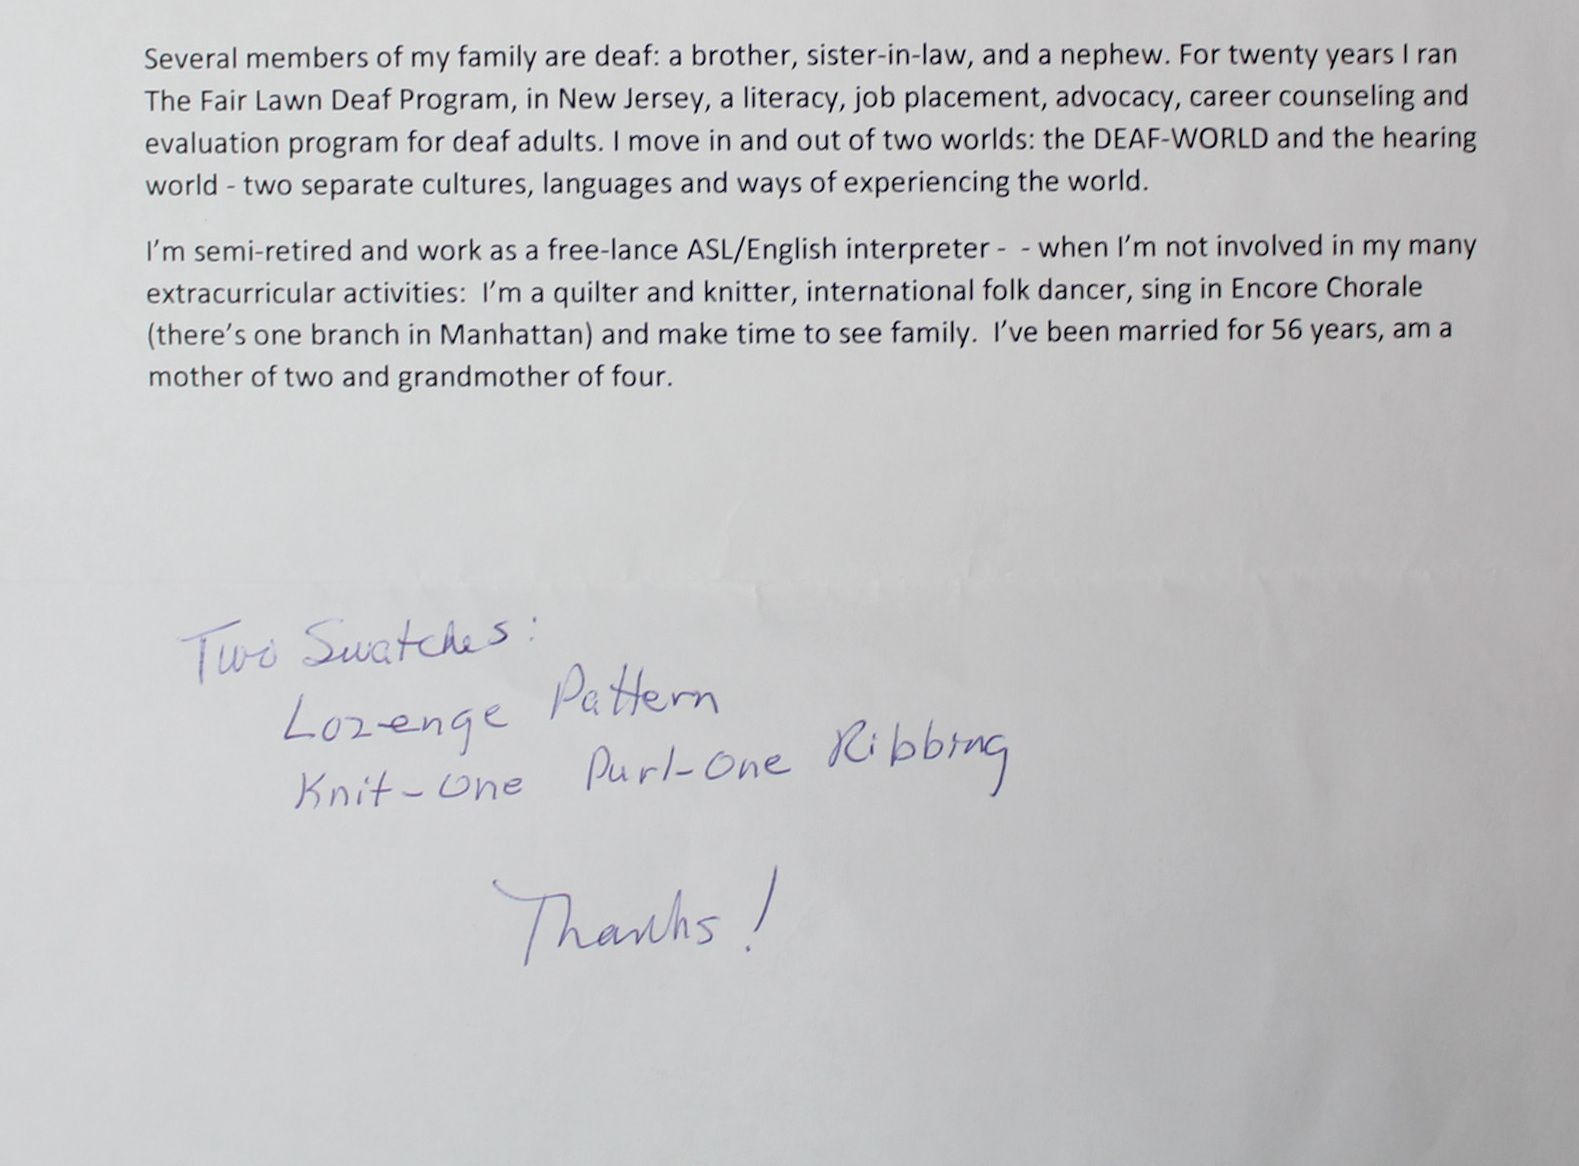 Several members of my family are deaf: a brother, sister-in-law, and a nephew. For twenty years I ran
The Fair Lawn Deaf Program, in New Jersey, a literacy, job placement, advocacy, career counseling and
evaluation program for deaf adults. I move in and out of two worlds: the DEAF-WORLD and the hearing
world - two separate cultures, languages and ways of experiencing the world.
I'm semi-retired and work as a free-lance ASL/English interpreter - - when I'm not involved in my many
extracurricular activities: I'm a quilter and knitter, international folk dancer, sing in Encore Chorale
(there's one branch in Manhattan) and make time to see family. I've been married for 56 years, am a
mother of two and grandmother of four.
Two Swatches:
Lozenge Pattern
Knit-One Purl-One Ribbing
Thanks!